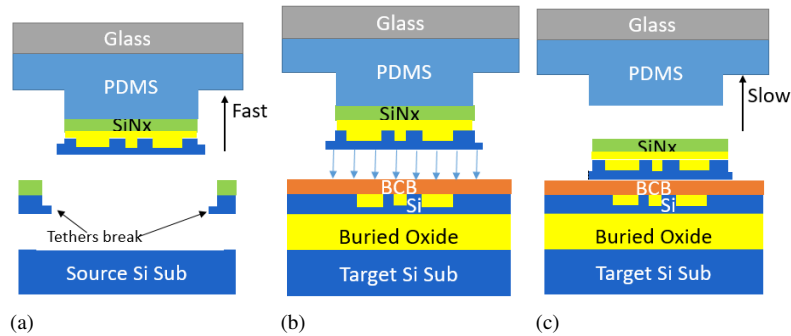 Glass
PDMS
Fast
SiNx
Tethers break
Source Si Sub
(a)
Glass
PDMS
SiNx
BCB
Si
Buried Oxide
Target Si Sub
(b)
Glass
PDMS
Slow
SiNx
BCB
Si
Buried Oxide
Target Si Sub
(c)